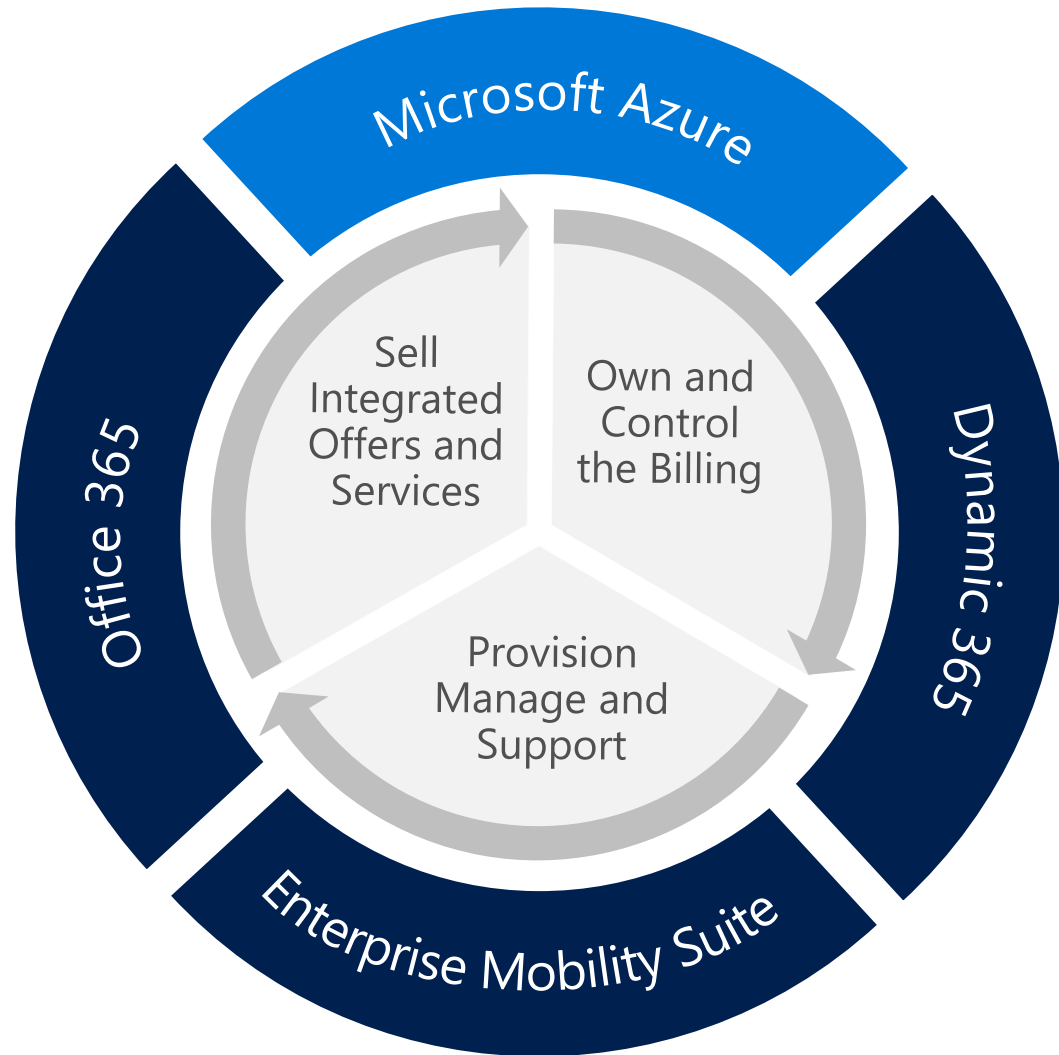 Microsoft Azure
Sell
Integrated
Offers and
Services
Own and
Control
the Billing
Office 365
Dynamic 365
Provision
Manage and
Support
Enterprise Mobility Suite